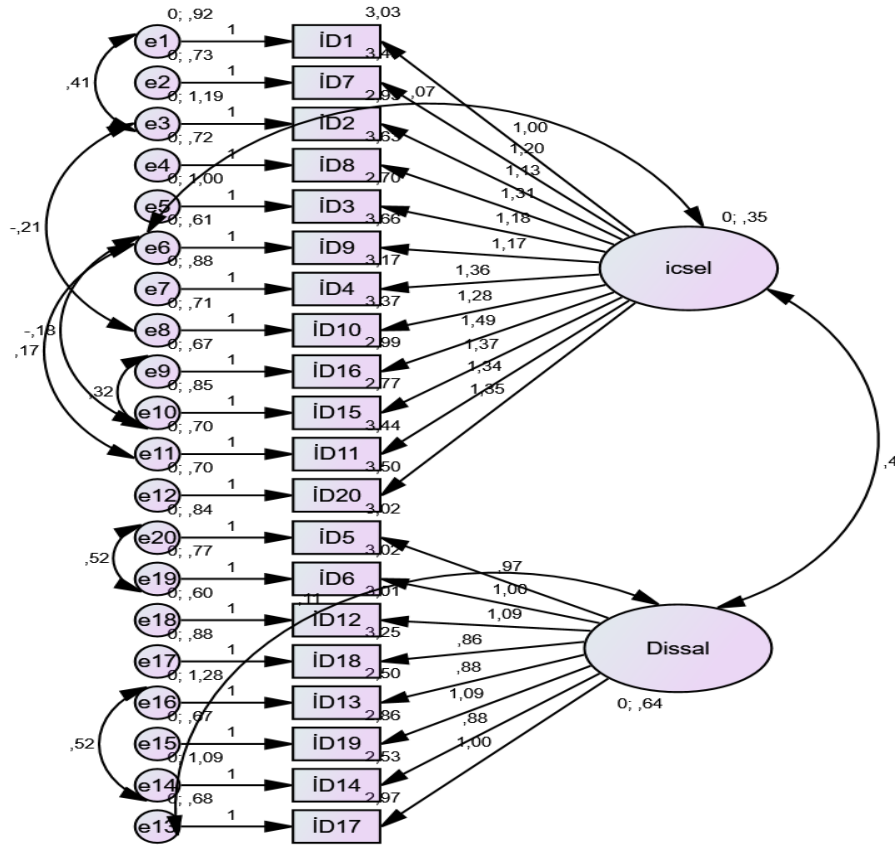 0; ,92
3,03
e1
1
İD1
0; ,73
3,4
e2
1
İD7
,41
0; 1,19
2,93
,07
e3
1
İD2
1,00
0; ,72
3,63
1,20
e4
1
İD8
1,13
0; 1,00
2,70
1,31
e5
1
İD3
1,18
0; ,61
3,66
0; ,35
-,21
e6
1
İD9
1,17
icsel
0; ,88
3,17
e7
1
İD4
1,36
0; ,71
3,37
1,28
-,18
e8
1
İD10
,17
0; ,67
2,99
1,49
e9
1
İD16
1,37
0; ,85
2,77
1,34
,32
e10
1
İD15
1,35
0; ,70
3,44
e11
1
İD11
,4
0; ,70
3,50
e12
1
İD20
0; ,84
3,02
e20
1
İD5
,52
0; ,77
3,02
,97
e19
1
İD6
1,00
0; ,60
,11
3,01
1,09
e18
1
İD12
0; ,88
3,25
,86
Dissal
e17
1
İD18
,88
0; 1,28
2,50
1,09
0; ,64
e16
1
İD13
,88
0; ,67
2,86
1,00
,52
e15
1
İD19
0; 1,09
2,53
e14
1
İD14
0; ,68
2,97
e13
1
İD17